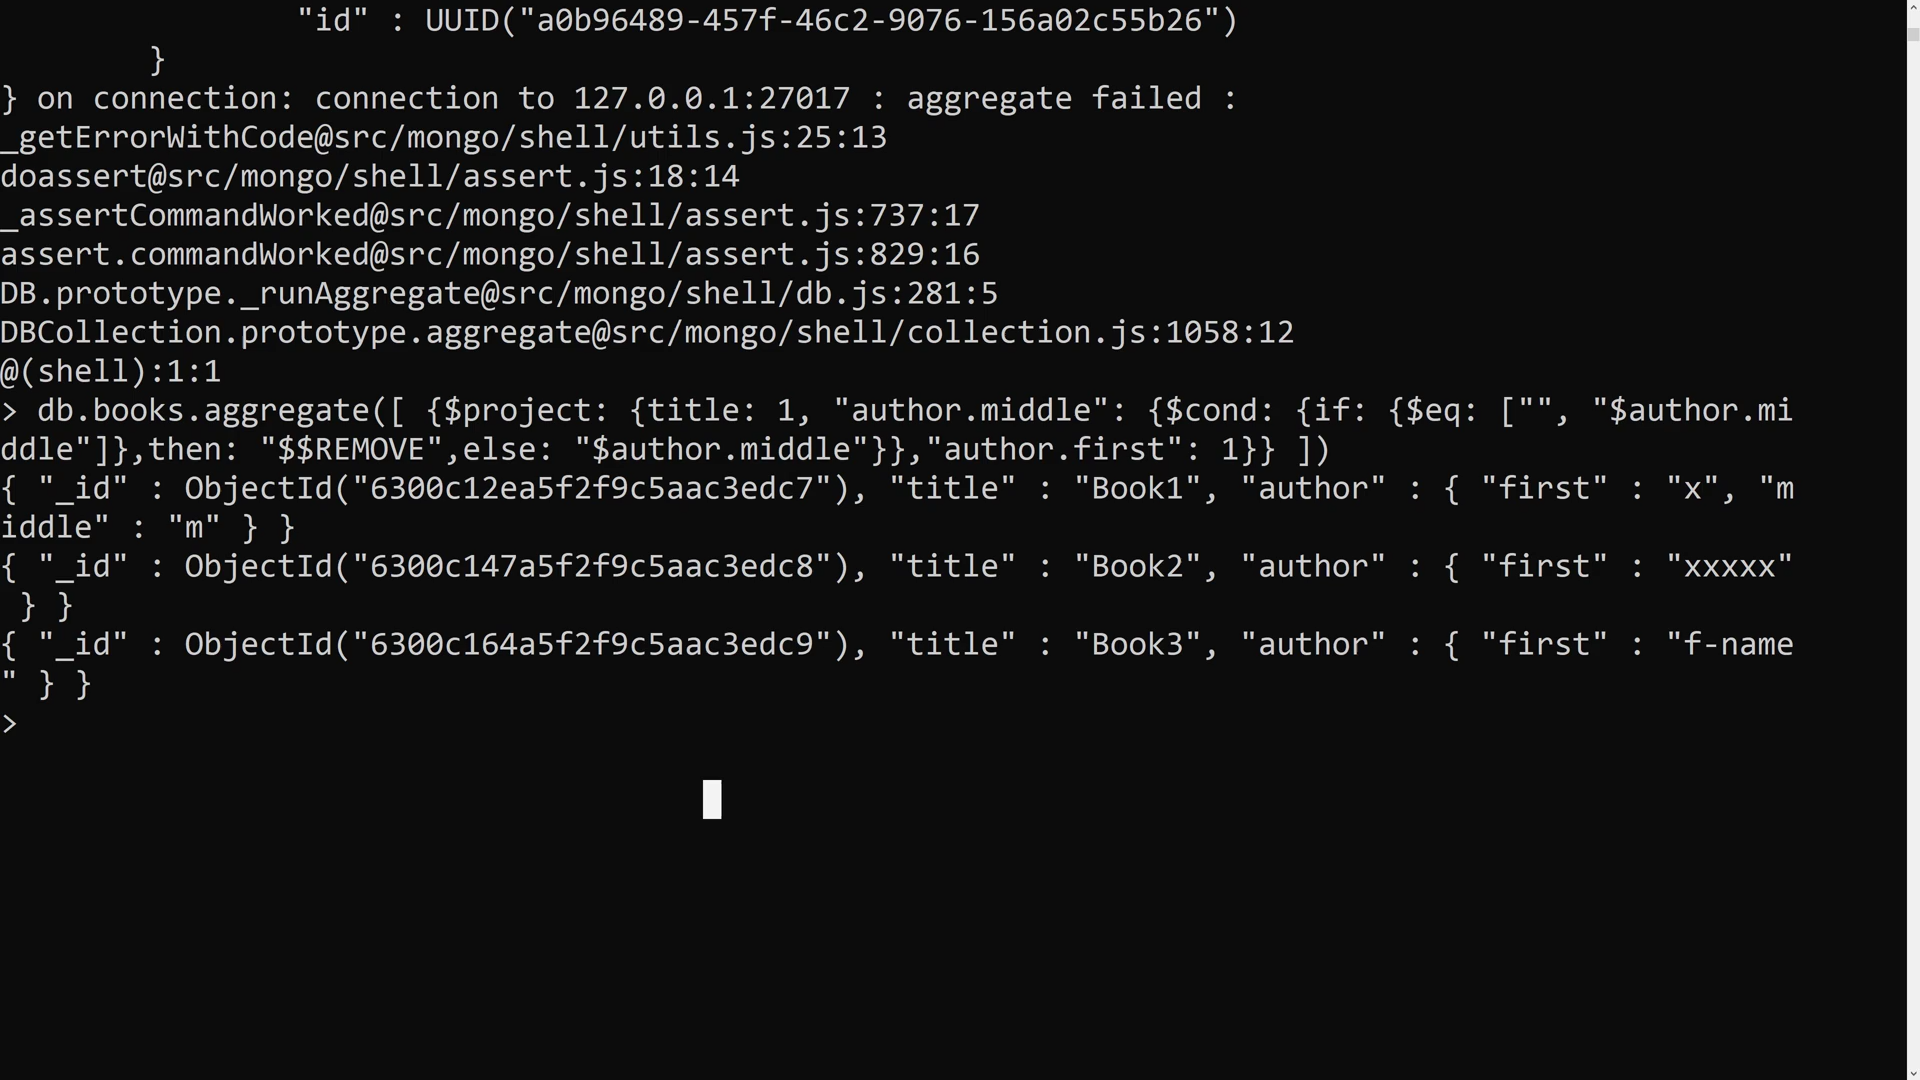 "id" : UUID("a0b96489-457f-46c2-9076-156a02c55b26")
}
} on connection: connection to 127.0.0.1:27017 : aggregate failed :
_getErrorWithCode@src/mongo/shell/utils.js:25:13
doassert@src/mongo/shell/assert.js:18:14
_assertCommandWorked@src/mongo/shell/assert.js:737:17
assert.commandWorked@src/mongo/shell/assert.js:829:16
DB.prototype._runAggregate@src/mongo/shell/db.js:281:5
DBCollection.prototype.aggregate@src/mongo/shell/collection.js:1058:12
@(shell):1:1
> db.books.aggregate([ {$project: {title: 1, "author.middle": {$cond: {if: {$eq: ["", "$author.mi
ddle"]},then: "$$REMOVE",else: "$author.middle"}},"author.first": 1}} ])
{ "_id" : ObjectId("6300c12ea5f2f9c5aac3edc7"), "title" : "Book1", "author" : { "first" : "x", "m
iddle" : "m" } }
{ "_id" : ObjectId("6300c147a5f2f9c5aac3edc8"), "title" : "Book2", "author" : { "first" : "xxxxx"
 } }
{ "_id" : ObjectId("6300c164a5f2f9c5aac3edc9"), "title" : "Book3", "author" : { "first" : "f-name
" } }
>